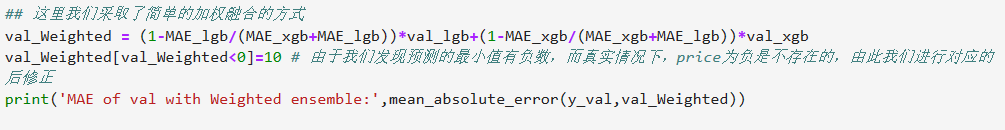 ## 这里我们采取了简单的加权融合的方式
val_Weighted = (1-MAE_lgb/(MAE_xgb+MAE_lgb))*val_lgb+(1-MAE_xgb/(MAE_xgb+MAE_lgb))*val_xgb
val_Weighted[val_Weighted<0]=10 # 由于我们发现预测的最小值有负数，而真实情况下，price为负是不存在的，由此我们进行对应的
后修正
print('MAE of val with Weighted ensemble:',mean_absolute_error(y_val,val_Weighted))